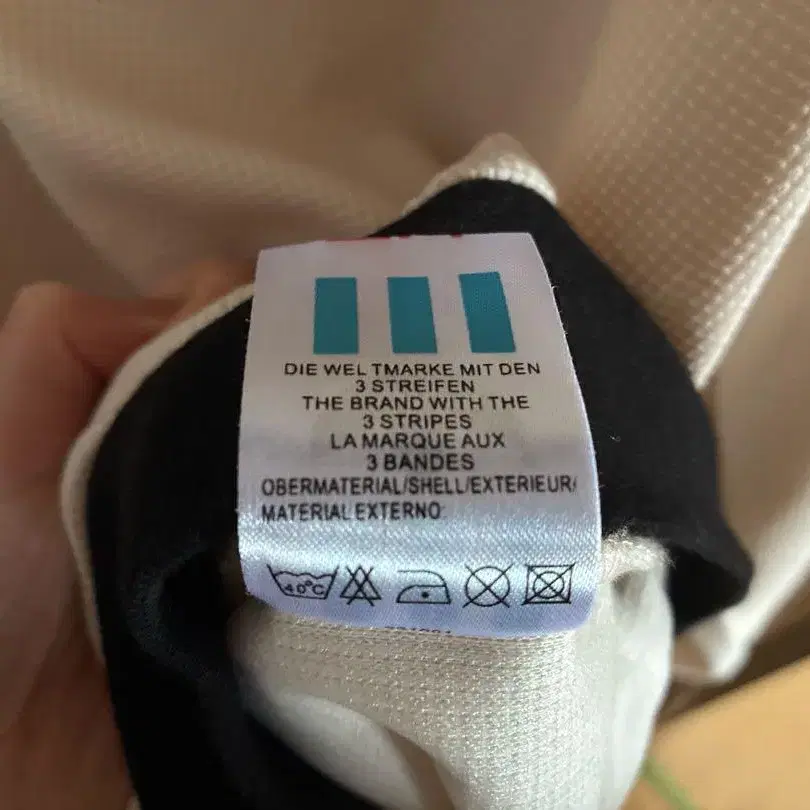 DIE WEL TMARKE MIT DEN
3 STREIFEN
THE BRAND WITH THE
3 STRIPES
LA MARQUE AUX
3 BANDES
OBERMATERIAL/SHELL/EXTERIEUR/
MATERIAL EXTERNO:
40°C